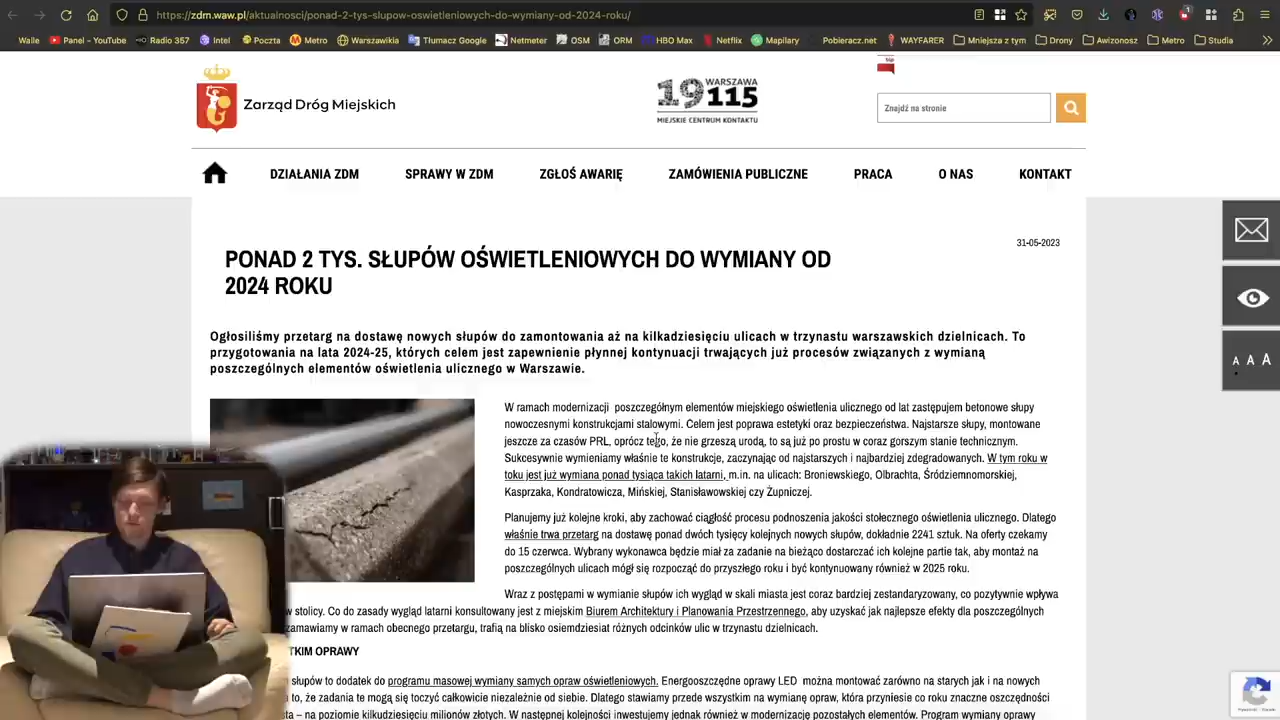 https://zdm.waw.pl/aktualnosci/ponad-2-tys-slupow-oswietleniowych-do-wymiany-od-2024-roku/
Waile Panel - YouTube Radio 357 Intel Poczta Metro Warszawa Tłumacz Google Netmeter OSM ORM HBO Max Netflix Mapilary Pobieracz.net WAYFARER Mniejsza z tym Drony Samochody Metro Studia
Zarząd Dróg Miejskich
19115 WARSZAWA
MIEJSKIE CENTRUM KONTAKTU
bip
Znajdź na stronie
DZIAŁANIA ZDM SPRAWY W ZDM ZGŁOŚ AWARIĘ ZAMÓWIENIA PUBLICZNE PRACA O NAS KONTAKT
31-05-2023
PONAD 2 TYS. SŁUPÓW OŚWIETLENIOWYCH DO WYMIANY OD
2024 ROKU
A A A
Ogłosiliśmy przetarg na dostawę nowych słupów do zamontowania aż na kilkadziesięciu ulicach w trzynastu warszawskich dzielnicach. To
przygotowania na lata 2024-25, których celem jest zapewnienie płynnej kontynuacji trwających już procesów związanych z wymianą
poszczególnych elementów oświetlenia ulicznego w Warszawie.
W ramach modernizacji poszczególnym elementów miejskiego oświetlenia ulicznego od lat zastępujem betonowe słupy
nowoczesnymi konstrukcjami stalowymi. Celem jest poprawa estetyki oraz bezpieczeństwa. Najstarsze słupy, montowane
jeszcze za czasów PRL, oprócz tego, że nie grzeszą urodą, to są już po prostu w coraz gorszym stanie technicznym.
Sukcesywnie wymieniamy właśnie te konstrukcje, zaczynając od najstarszych i najbardziej zdegradowanych. W tym roku w
toku jest już wymiana ponad tysiąca takich latarni, m.in. na ulicach: Broniewskiego, Olbrachta, Śródziemnomorskiej,
Kasprzaka, Kondratowicza, Mińskiej, Stanisławowskiej czy Żupniczej.
Planujemy już kolejne kroki, aby zachować ciągłość procesu podnoszenia jakości stołecznego oświetlenia ulicznego. Dlatego
właśnie trwa przetarg na dostawę ponad dwóch tysięcy kolejnych nowych słupów, dokładnie 2241 sztuk. Na oferty czekamy
do 15 czerwca. Wybrany wykonawca będzie miał za zadanie na bieżąco dostarczać ich kolejne partie tak, aby montaż na
poszczególnych ulicach mógł się rozpocząć do przyszłego roku i być kontynuowany również w 2025 roku.
Wraz z postępami w wymianie słupów ich wygląd w skali miasta jest coraz bardziej zestandaryzowany, co pozytywnie wpływa
w stolicy. Co do zasady wygląd latarni konsultowany jest z miejskim Biurem Architektury i Planowania Przestrzennego, aby uzyskać jak najlepsze efekty dla poszczególnych
zamawiamy w ramach obecnego przetargu, trafią na blisko osiemdziesiat różnych odcinków ulic w trzynastu dzielnicach.
TKIM OPRAWY
słupów to dodatek do programu masowej wymiany samych opraw oświetleniowych. Energooszczędne oprawy LED można montować zarówno na starych jak i na nowych
to, że zadania te mogą się toczyć całkowicie niezależnie od siebie. Dlatego stawiamy przede wszystkim na wymianę opraw, która przyniesie co roku znaczne oszczędności
sta – na poziomie kilkudziesięciu milionów złotych. W następnej kolejności inwestujemy jednak również w modernizację pozostałych elementów. Program wymiany oprawy